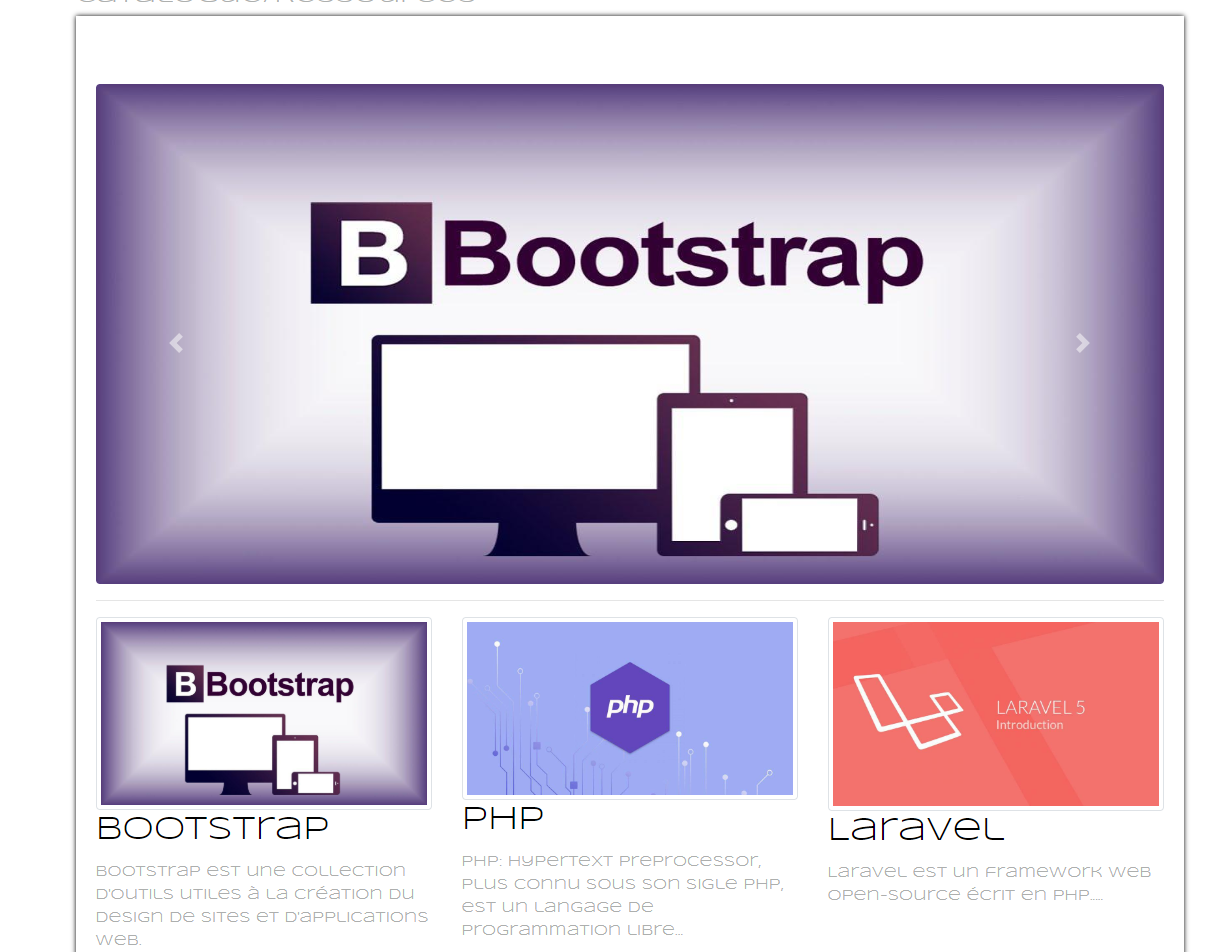 B Bootstrap
B Bootstrap
php
LARAVEL 5
Introduction
Bootstrap
PHP
Laravel
Bootstrap est une collection
d'outils utiles à la création du
design de sites et d'applications
web.
PHP: Hypertext Preprocessor,
plus connu sous son sigle PHP,
est un langage de
programmation libre...
Laravel est un framework web
open-source écrit en PHP.....